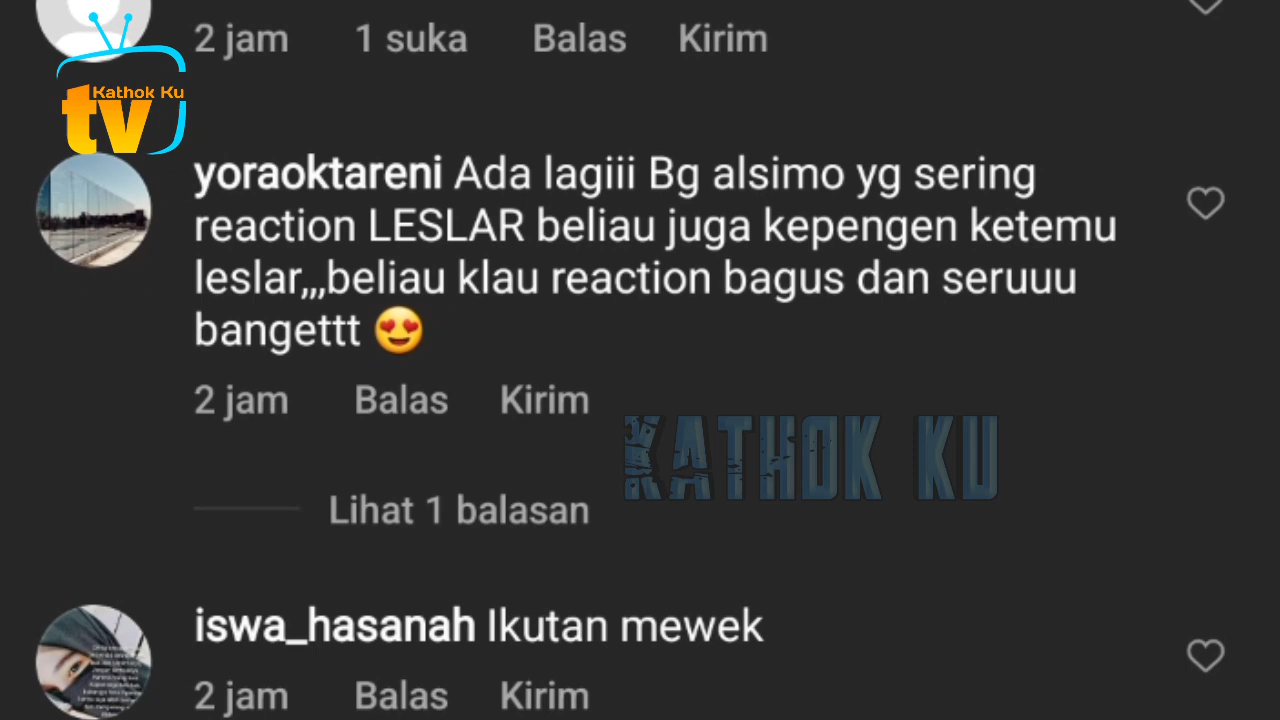 2 jam 1 suka Balas Kirim
Kathok Ku
tv
yoraoktareni Ada lagiii Bg alsimo yg sering
reaction LESLAR beliau juga kepengen ketemu
leslar,,,beliau klau reaction bagus dan seruuu
bangettt 😍
2 jam Balas Kirim
KATHOK KU
Lihat 1 balasan
iswa_hasanah Ikutan mewek
2 jam Balas Kirim